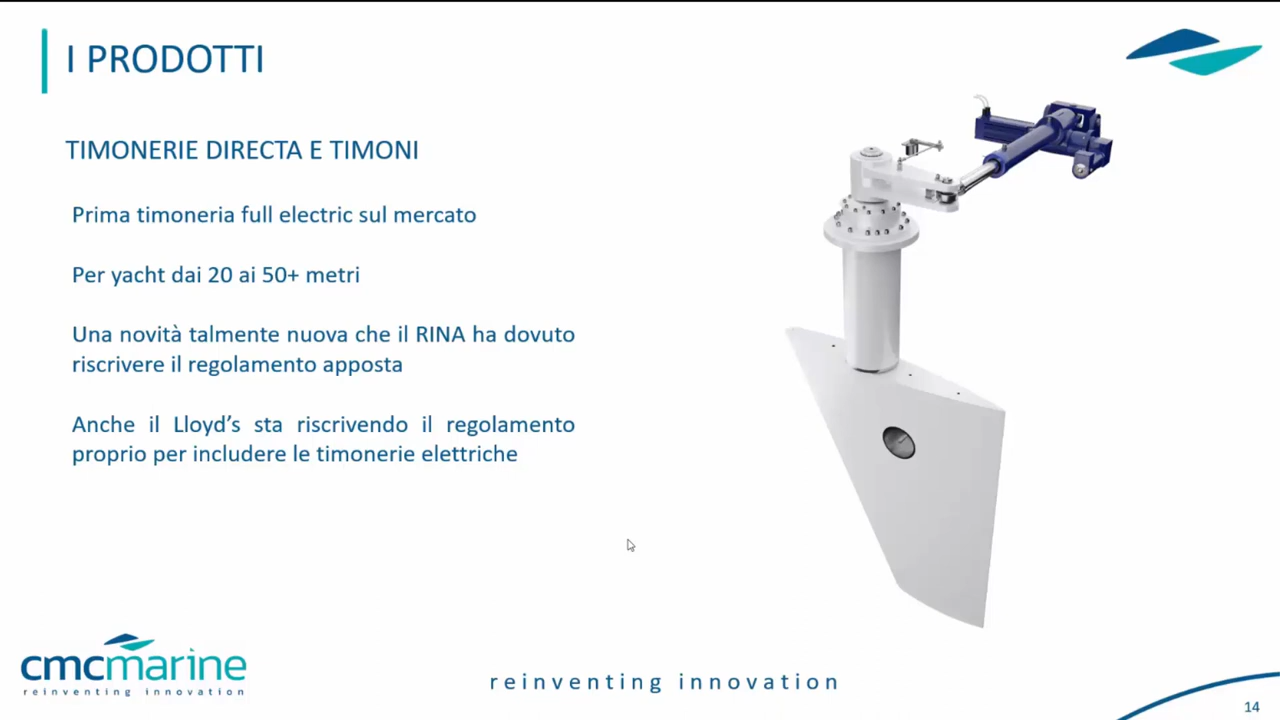 I PRODOTTI
TIMONERIE DIRECTA E TIMONI
Prima timoneria full electric sul mercato
Per yacht dai 20 ai 50+ metri
Una novità talmente nuova che il RINA ha dovuto
riscrivere il regolamento apposta
Anche il Lloyd’s sta riscrivendo il regolamento
proprio per includere le timonerie elettriche
cmcmarine
reinventing innovation
reinventing innovation
14